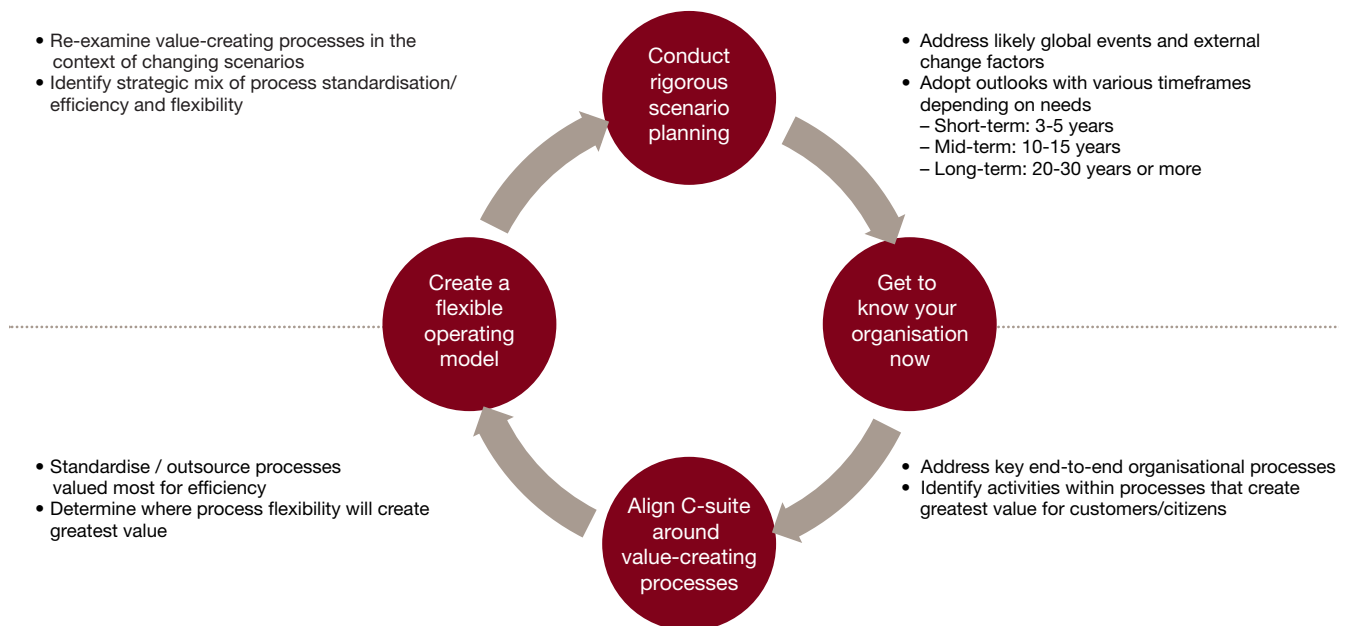 • Re-examine value-creating processes in the
context of changing scenarios
• Identify strategic mix of process standardisation/
efficiency and flexibility
Conduct
rigorous
scenario
planning
• Address likely global events and external
change factors
• Adopt outlooks with various timeframes
depending on needs
– Short-term: 3-5 years
– Mid-term: 10-15 years
– Long-term: 20-30 years or more
Create a
flexible
operating
model
Get to
know your
organisation
now
• Standardise / outsource processes
valued most for efficiency
• Determine where process flexibility will create
greatest value
Align C-suite
around
value-creating
processes
• Address key end-to-end organisational processes
• Identify activities within processes that create
greatest value for customers/citizens